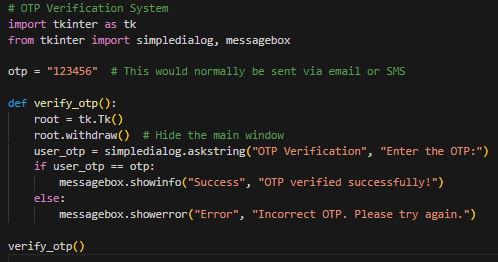 # OTP Verification System
import tkinter as tk
from tkinter import simpledialog, messagebox

otp = "123456"  # This would normally be sent via email or SMS

def verify_otp():
    root = tk.Tk()
    root.withdraw()  # Hide the main window
    user_otp = simpledialog.askstring("OTP Verification", "Enter the OTP:")
    if user_otp == otp:
        messagebox.showinfo("Success", "OTP verified successfully!")
    else:
        messagebox.showerror("Error", "Incorrect OTP. Please try again.")

verify_otp()